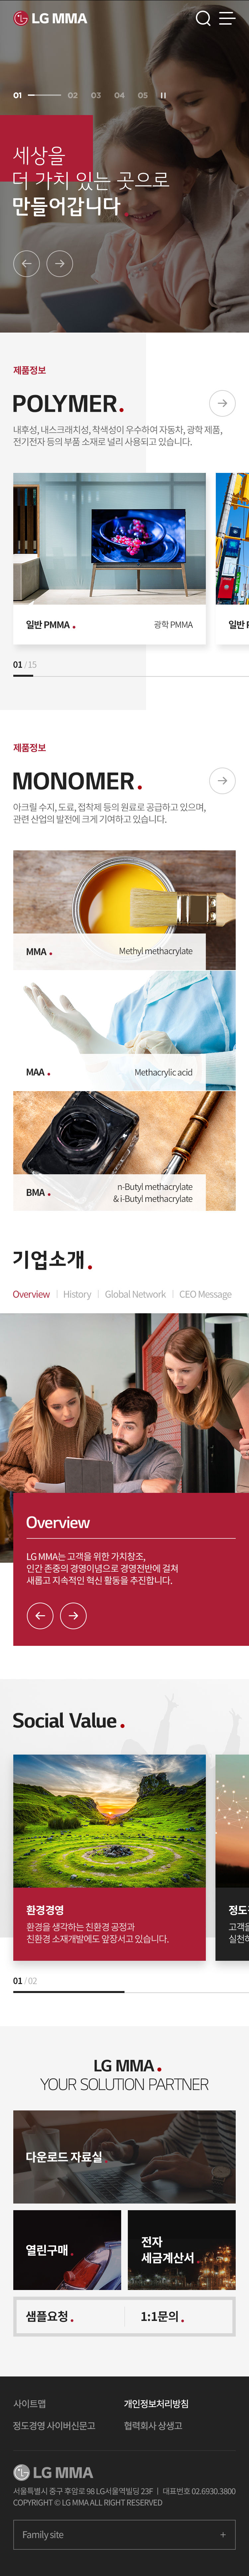 LG MMA
01 02 03 04 05
세상을
더 가치 있는 곳으로
만들어갑니다
제품정보
POLYMER.
내후성, 내스크래치성, 착색성이 우수하여 자동차, 광학 제품,
전기전자 등의 부품 소재로 널리 사용되고 있습니다.
일반 PMMA. 광학 PMMA
일반
01 / 15
제품정보
MONOMER.
아크릴 수지, 도료, 접착제 등의 원료로 공급하고 있으며,
관련 산업의 발전에 크게 기여하고 있습니다.
MMA. Methyl methacrylate
MAA. Methacrylic acid
BMA. n-Butyl methacrylate
& i-Butyl methacrylate
기업소개.
Overview | History | Global Network | CEO Message
Overview
LG MMA는 고객을 위한 가치창조,
인간 존중의 경영이념으로 경영전반에 걸쳐
새롭고 지속적인 혁신 활동을 추진합니다.
Social Value.
환경경영
환경을 생각하는 친환경 공정과
친환경 소재개발에도 앞장서고 있습니다.
01 / 02
LG MMA.
YOUR SOLUTION PARTNER
다운로드 자료실.
열린구매.
전자
세금계산서.
샘플요청.
1:1문의.
사이트맵 개인정보처리방침
정도경영 사이버신문고 협력회사 상생고
LG MMA
서울특별시 중구 후암로 98 LG서울역빌딩 23F | 대표번호 02.6930.3800
COPYRIGHT © LG MMA ALL RIGHT RESERVED
Family site +